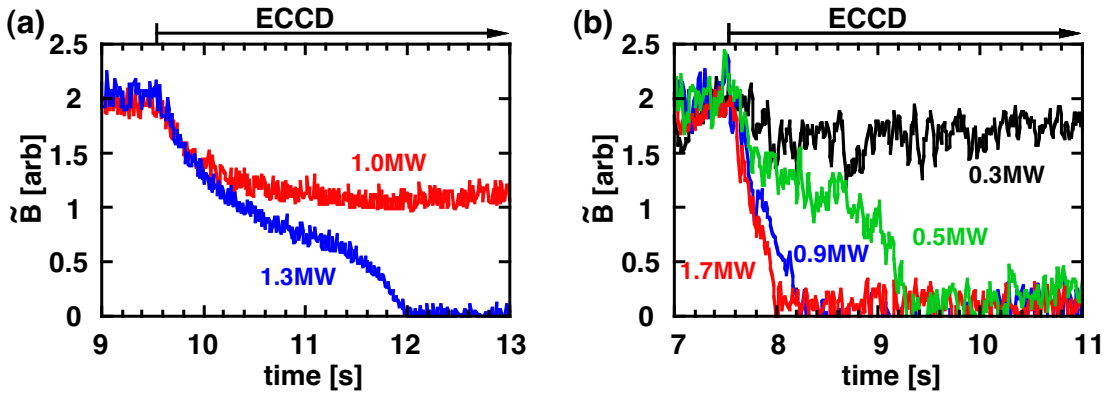 (a)
ECCD
2.5
2
1.5
1
0.5
0
B̃ [arb]
1.0MW
1.3MW
9 10 11 12 13
time [s]
(b)
ECCD
2.5
2
1.5
1
0.5
0
B̃ [arb]
0.3MW
0.5MW
0.9MW
1.7MW
7 8 9 10 11
time [s]